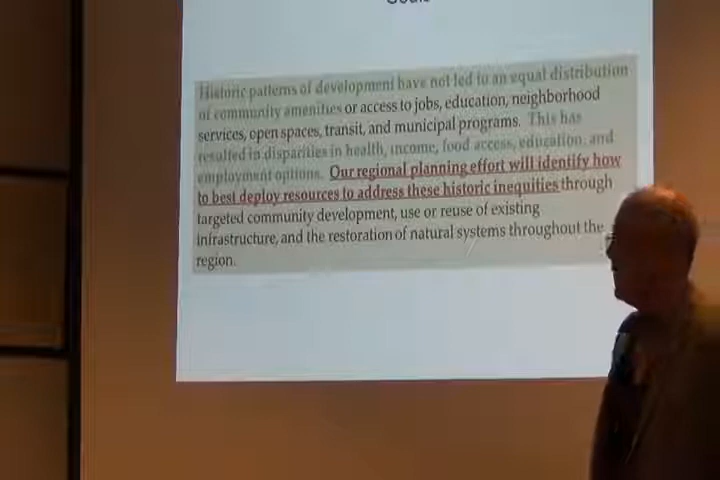 Goals
Historic patterns of development have not led to an equal distribution
of community amenities or access to jobs, education, neighborhood
services, open spaces, transit, and municipal programs. This has
resulted in disparities in health, income, food access, education, and
employment options. Our regional planning effort will identify how
to best deploy resources to address these historic inequities through
targeted community development, use or reuse of existing
infrastructure, and the restoration of natural systems throughout the
region.